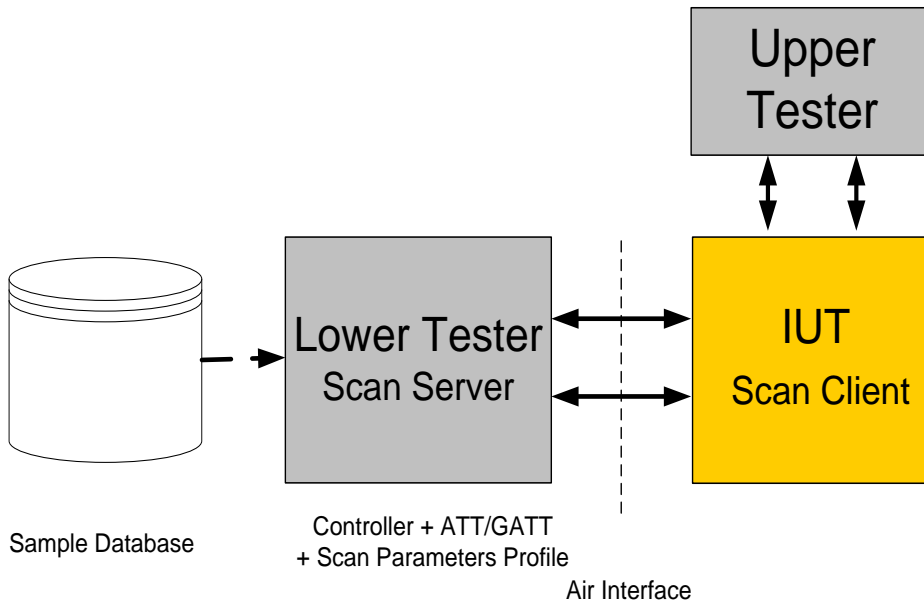 Upper
Tester
Lower Tester
Scan Server
IUT
Scan Client
Sample Database
Controller + ATT/GATT
+ Scan Parameters Profile
Air Interface